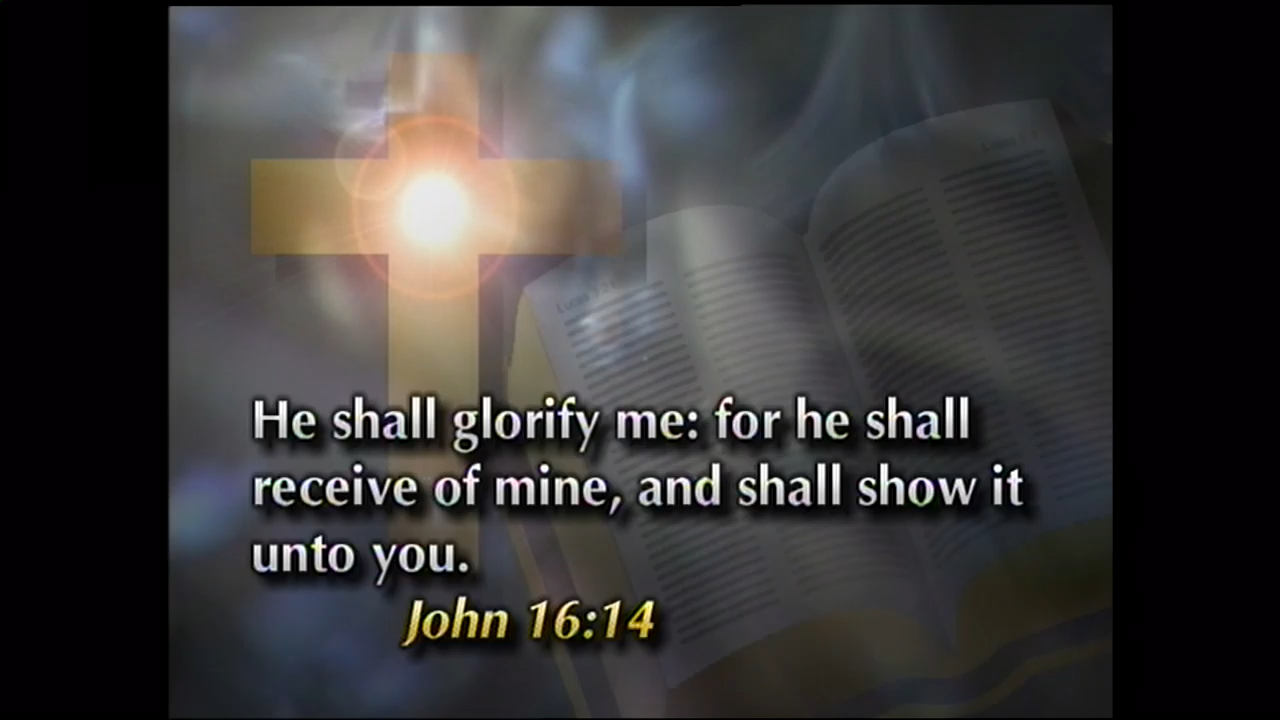 He shall glorify me: for he shall
receive of mine, and shall show it
unto you.
John 16:14